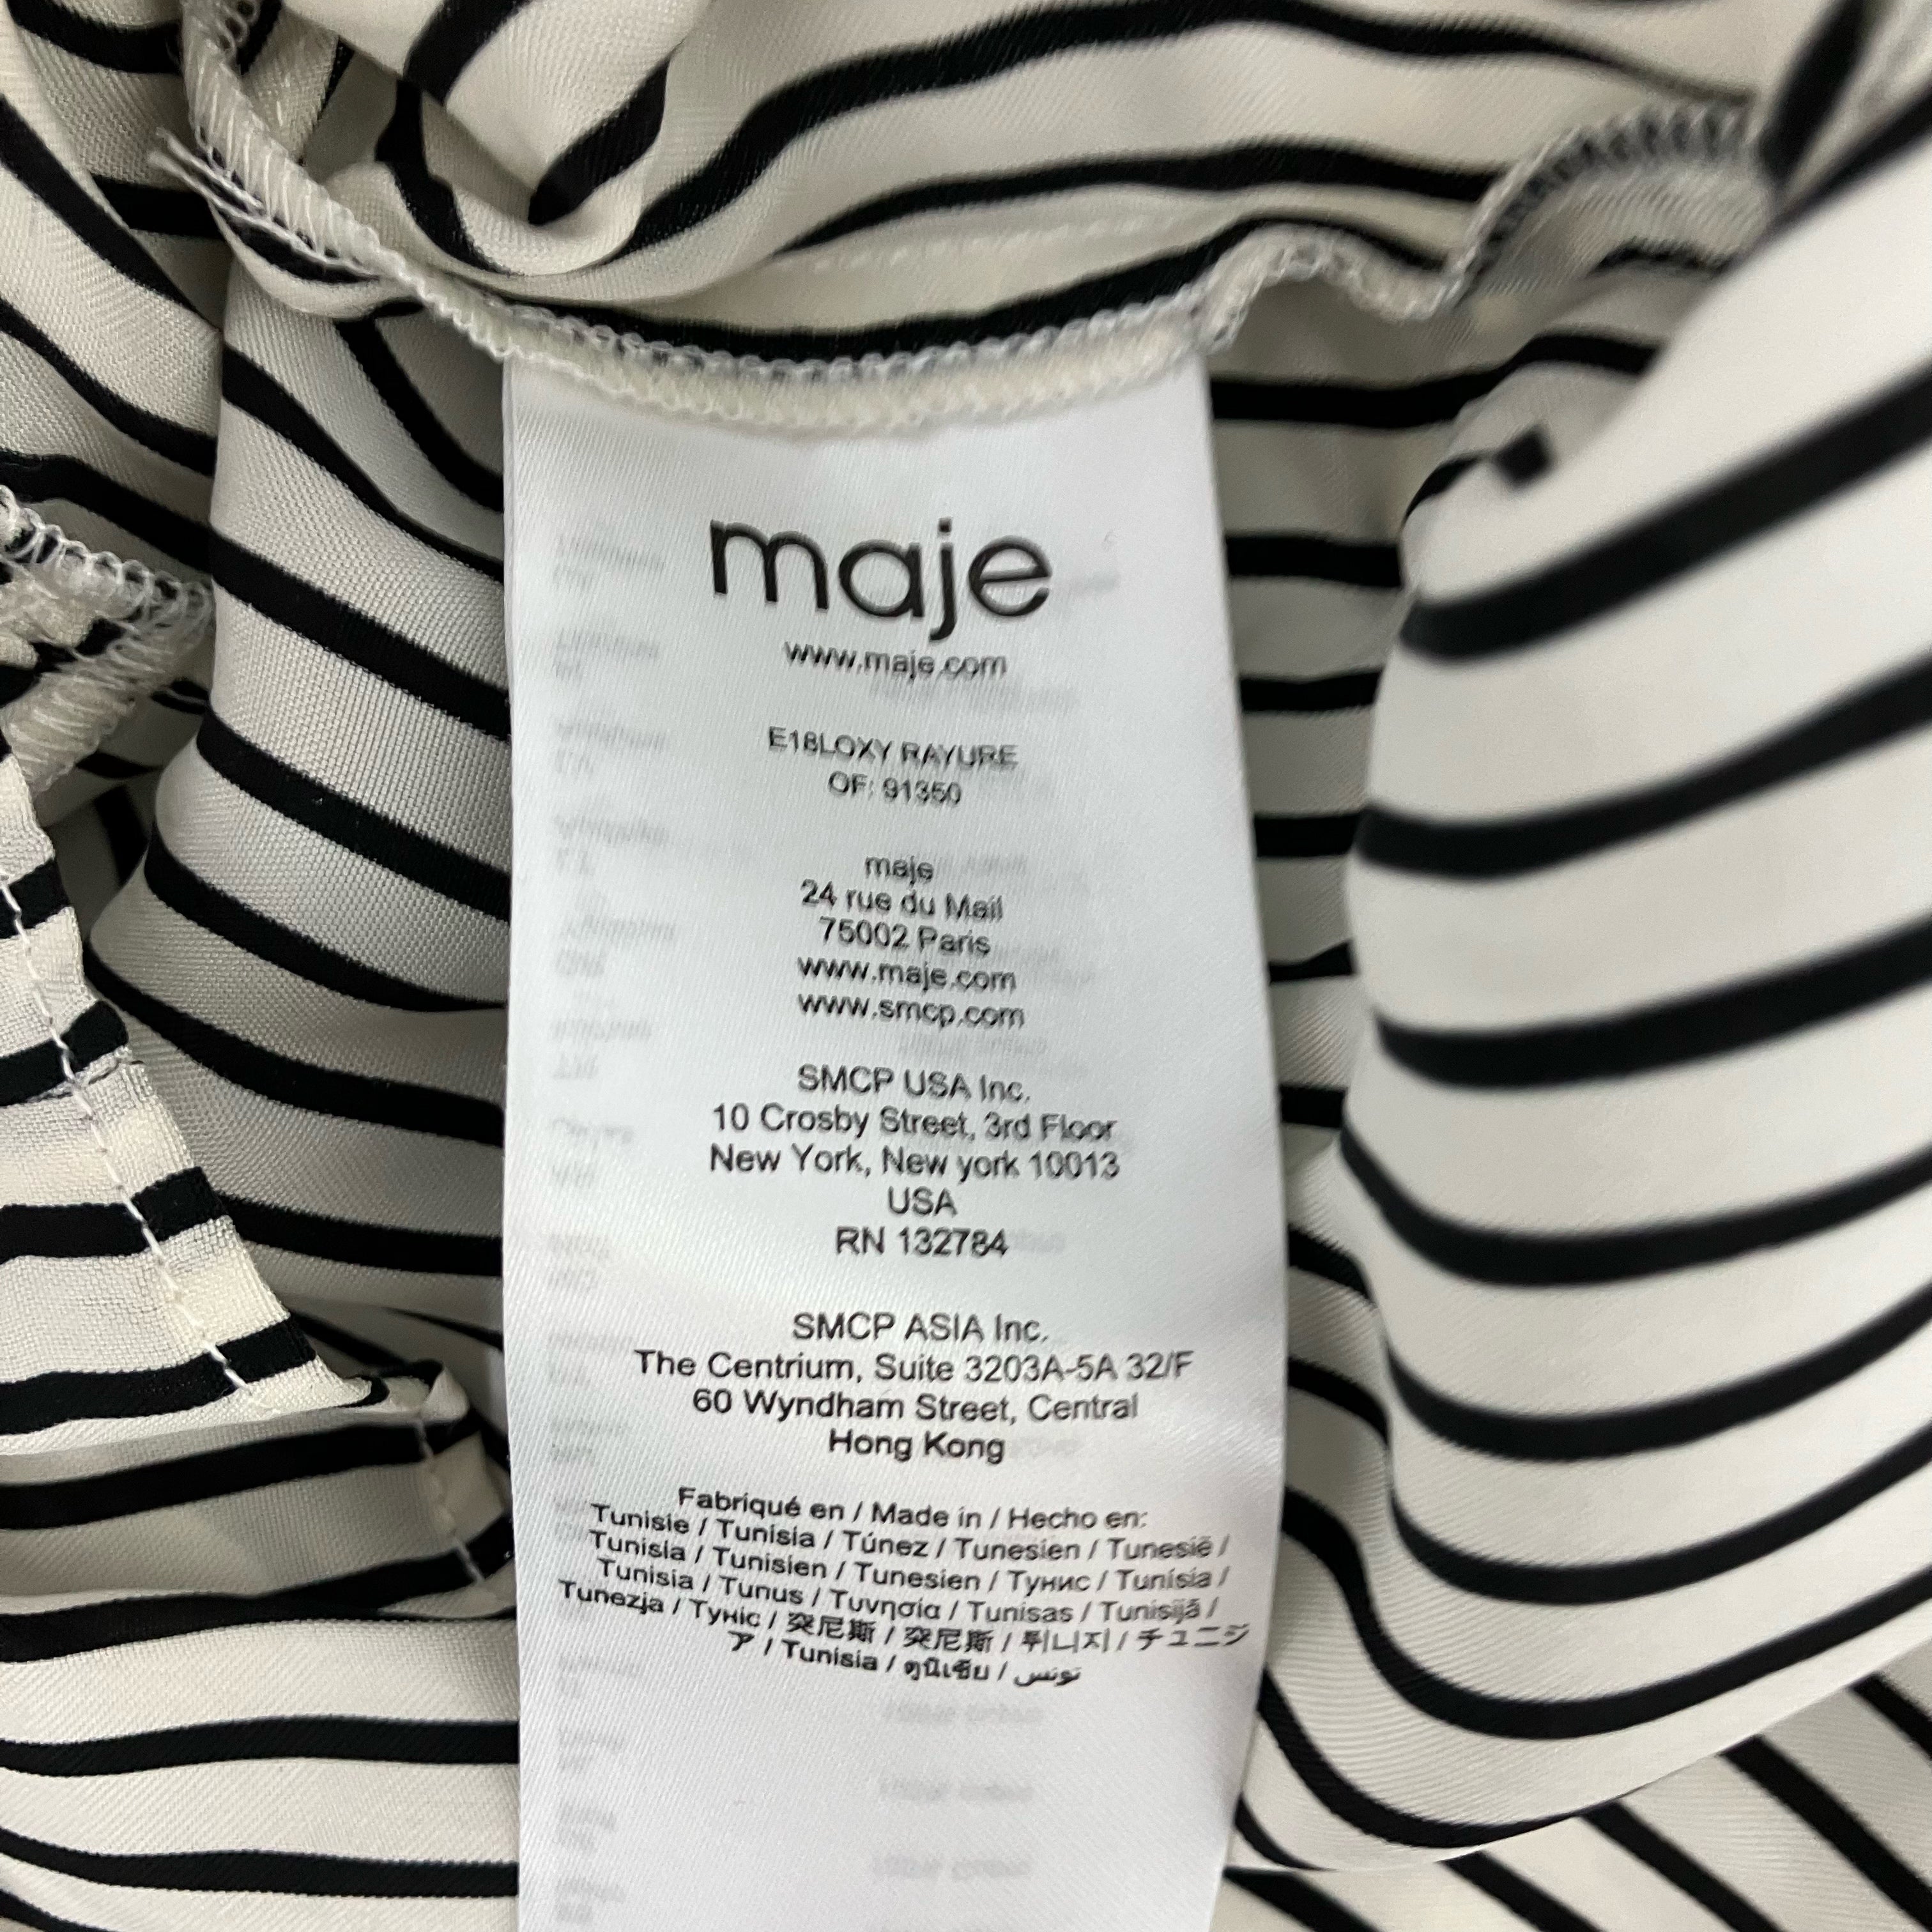 maje
www.maje.com
E18LOXY RAYURE
OF: 91350
maje
24 rue du Mail
75002 Paris
www.maje.com
www.smcp.com
SMCP USA Inc.
10 Crosby Street, 3rd Floor
New York, New york 10013
USA
RN 132784
SMCP ASIA Inc.
The Centrium, Suite 3203A-5A 32/F
60 Wyndham Street, Central
Hong Kong
Fabriqué en / Made in / Hecho en:
Tunisie / Tunisia / Túnez / Tunesien / Tunesië /
Tunisia / Tunisien / Tunesien / Тунис / Tunísia /
Tunisia / Tunus / Τυνησία / Tunisas / Tunisijā /
Tunezja / Туніс / 突尼斯 / 突尼斯 / 튀니지 / チュニジ
ア / Tunisia / ตูนิเซีย / تونس